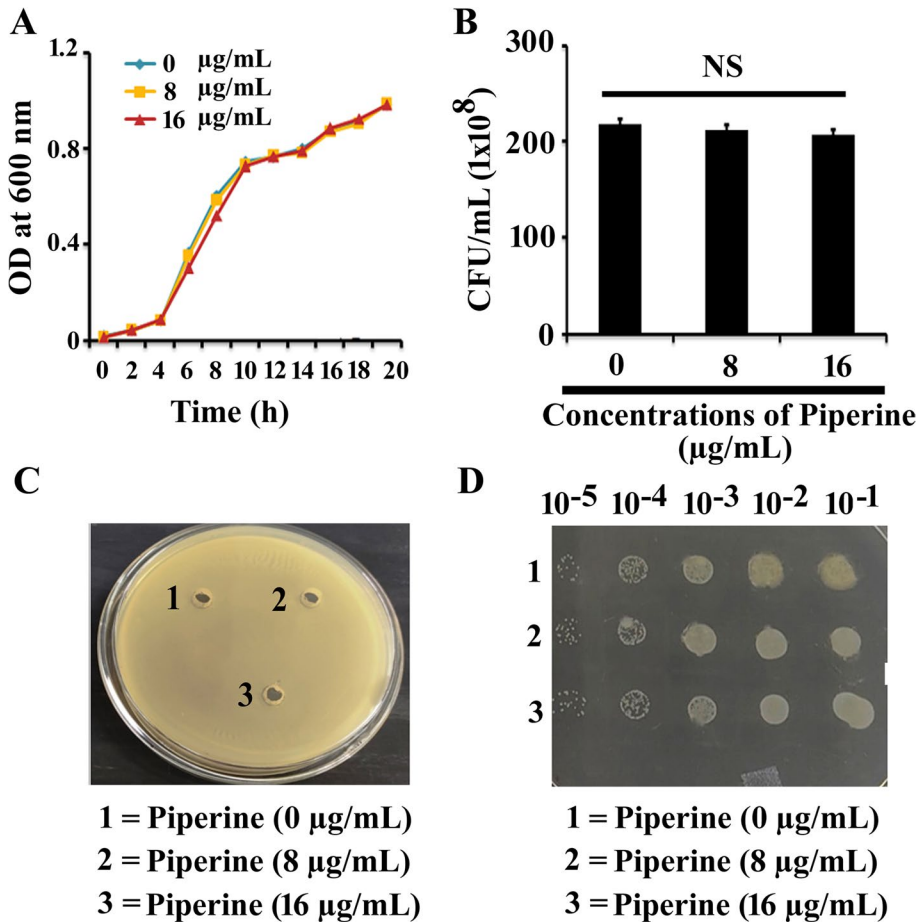 A
1.2
0.8
0.4
0
OD at 600 nm
0 µg/mL
8 µg/mL
16 µg/mL
0 2 4 6 8 10 12 14 16 18 20
Time (h)
B
300
200
100
0
CFU/mL (1x10⁸)
NS
0 8 16
Concentrations of Piperine
(µg/mL)
C
1 2
3
1 = Piperine (0 µg/mL)
2 = Piperine (8 µg/mL)
3 = Piperine (16 µg/mL)
D
10-5 10-4 10-3 10-2 10-1
1
2
3
1 = Piperine (0 µg/mL)
2 = Piperine (8 µg/mL)
3 = Piperine (16 µg/mL)